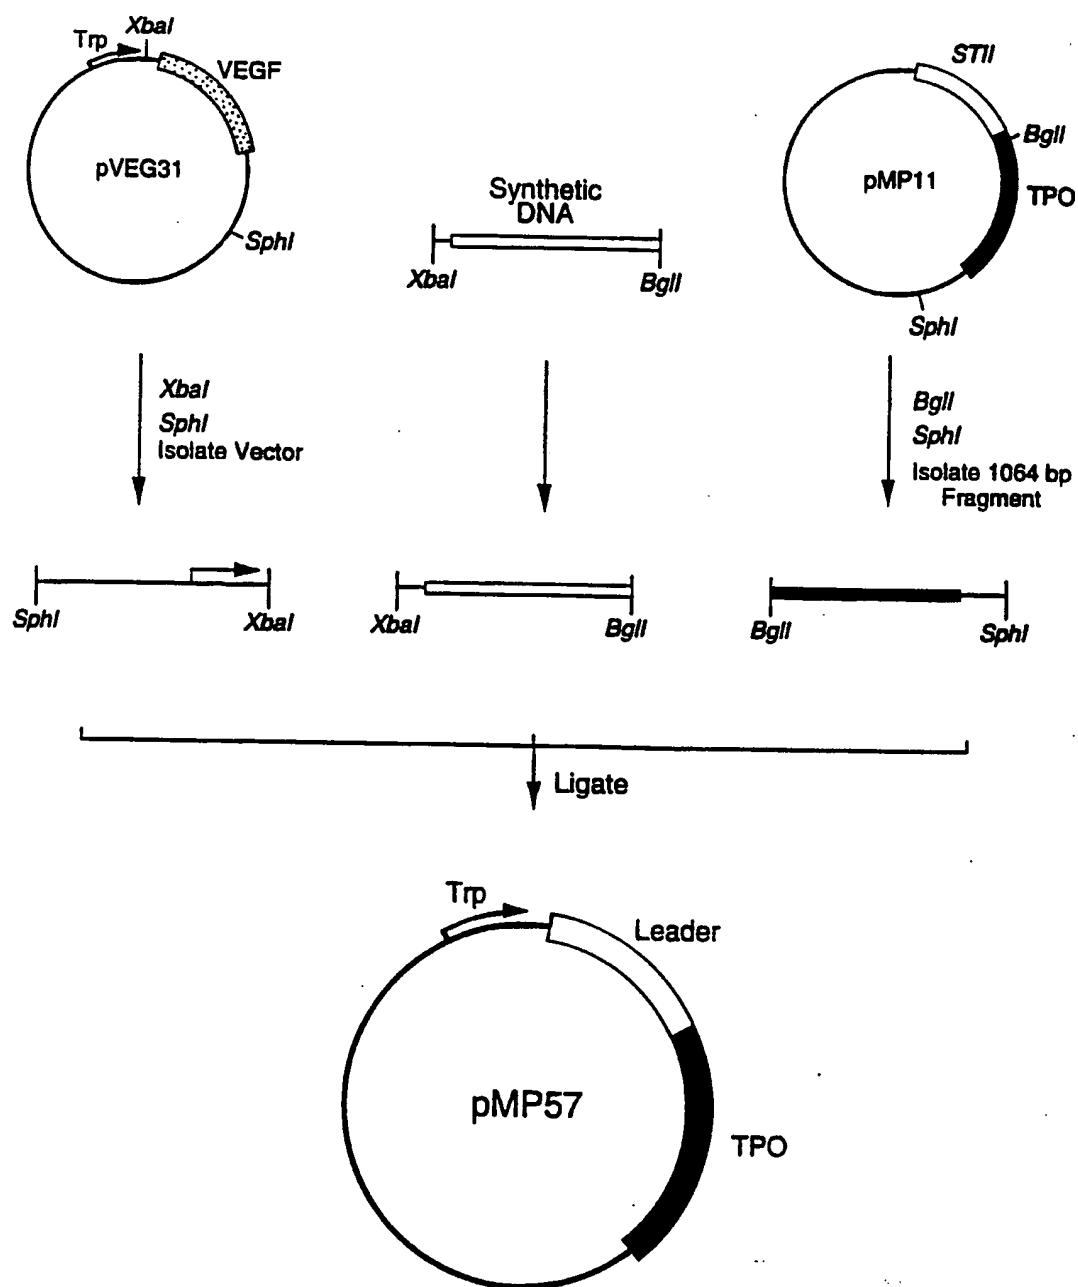 XbaI
Trp
VEGF
pVEG31
SphI
Synthetic
DNA
XbaI
BglI
STII
BglI
pMP11
TPO
SphI
XbaI
SphI
Isolate Vector
BglI
SphI
Isolate 1064 bp
Fragment
SphI
XbaI
XbaI
BglI
BglI
SphI
Ligate
Trp
Leader
pMP57
TPO